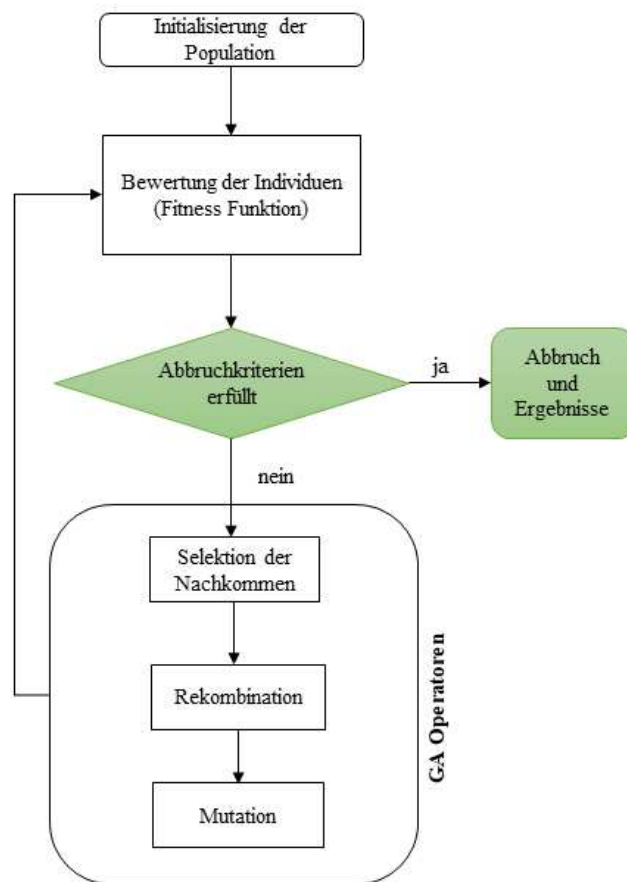 Initialisierung der
Population
Bewertung der Individuen
(Fitness Funktion)
Abbruchkriterien
erfüllt
ja
Abbruch
und
Ergebnisse
nein
Selektion der
Nachkommen
Rekombination
Mutation
GA Operatoren